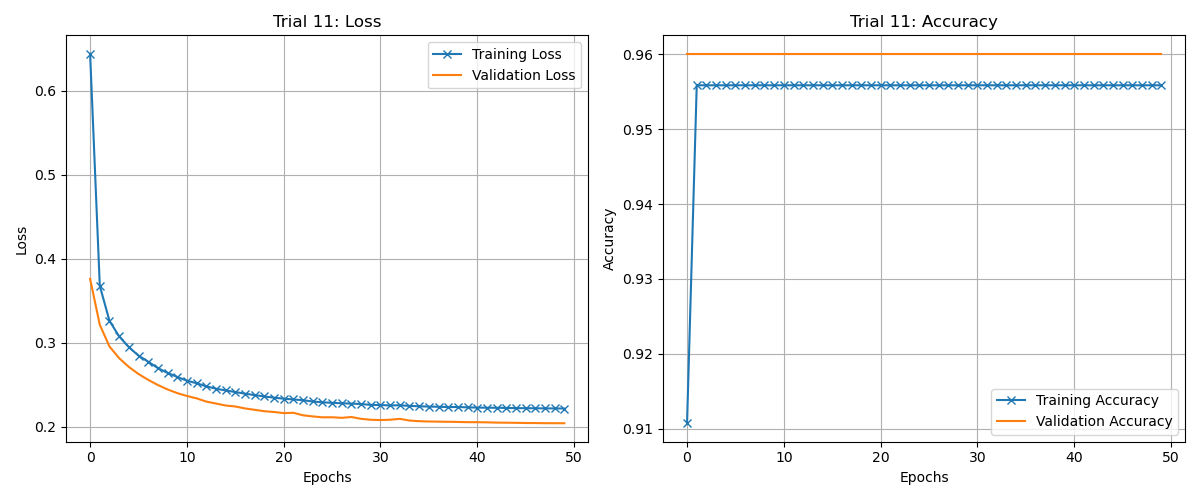 Trial 11: Loss
Training Loss
Validation Loss
0.6
0.5
0.4
0.3
0.2
Loss
0 10 20 30 40 50
Epochs
Trial 11: Accuracy
0.96
0.95
0.94
0.93
0.92
0.91
Accuracy
Training Accuracy
Validation Accuracy
0 10 20 30 40 50
Epochs